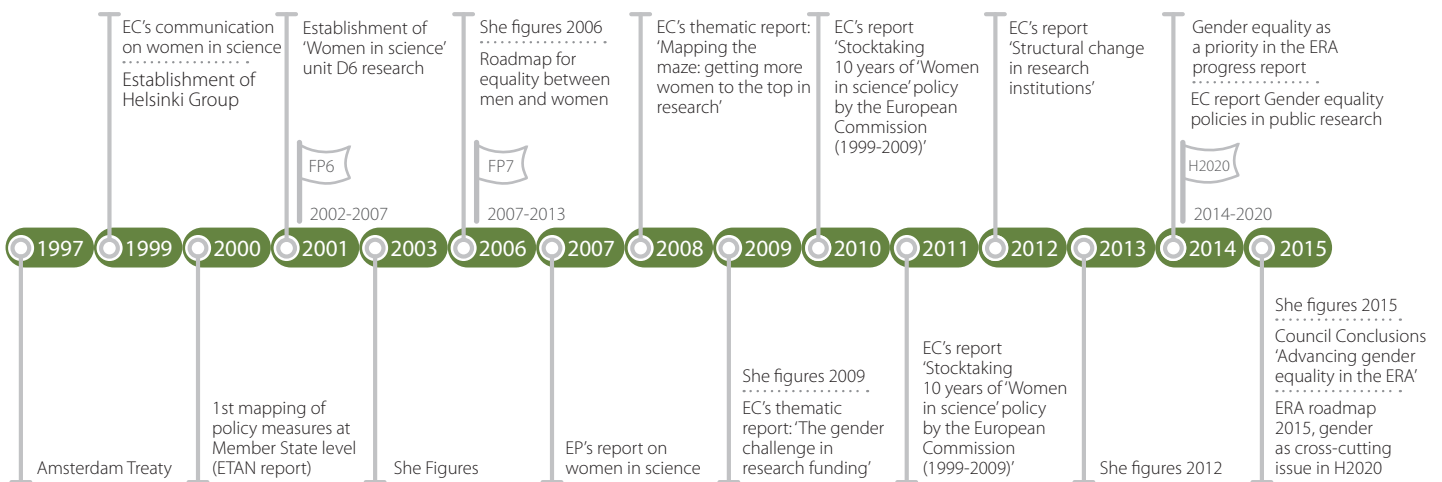 EC's communication
on women in science
Establishment of
Helsinki Group
Establishment of
‘Women in science’
unit D6 research
She figures 2006
Roadmap for
equality between
men and women
EC's thematic report:
‘Mapping the
maze: getting more
women to the top in
research’
EC's report
‘Stocktaking
10 years of ‘Women
in science’ policy
by the European
Commission
(1999-2009)’
EC's report
‘Structural change
in research
institutions’
Gender equality as
a priority in the ERA
progress report
EC report Gender equality
policies in public research
FP6
2002-2007
FP7
2007-2013
H2020
2014-2020
1997
1999
2000
2001
2003
2006
2007
2008
2009
2010
2011
2012
2013
2014
2015
Amsterdam Treaty
1st mapping of
policy measures at
Member State level
(ETAN report)
She Figures
EP's report on
women in science
She figures 2009
EC's thematic
report: ‘The gender
challenge in
research funding’
EC's report
‘Stocktaking
10 years of ‘Women
in science’ policy
by the European
Commission
(1999-2009)’
She figures 2012
She figures 2015
Council Conclusions
‘Advancing gender
equality in the ERA’
ERA roadmap
2015, gender
as cross-cutting
issue in H2020